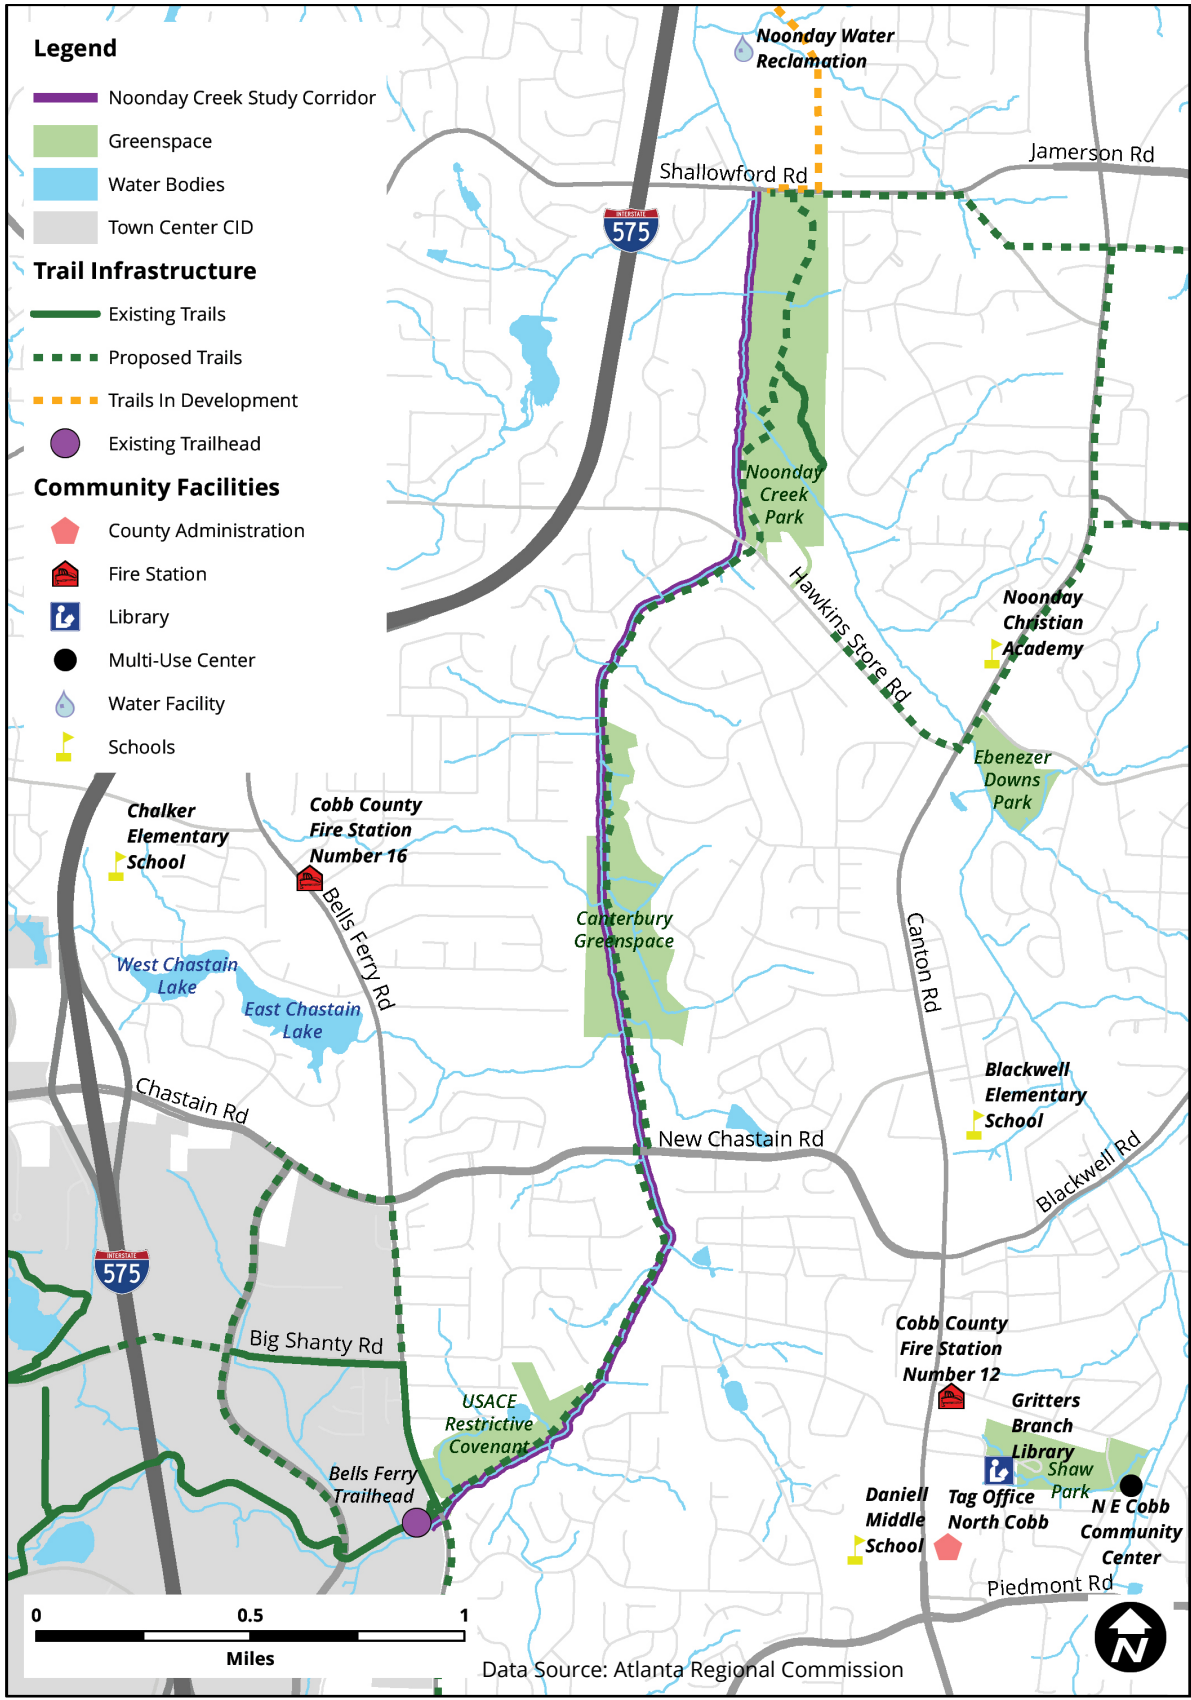 Legend
Noonday Creek Study Corridor
Greenspace
Water Bodies
Town Center CID
Trail Infrastructure
Existing Trails
Proposed Trails
Trails In Development
Existing Trailhead
Community Facilities
County Administration
Fire Station
Library
Multi-Use Center
Water Facility
Schools
Noonday Water
Reclamation
Shallowford Rd
Jamerson Rd
INTERSTATE
575
Noonday
Creek
Park
Hawkins Store Rd
Noonday
Christian
Academy
Ebenezer
Downs
Park
Chalker
Elementary
School
Cobb County
Fire Station
Number 16
Bells Ferry Rd
Canterbury
Greenspace
Canton Rd
West Chastain
Lake
East Chastain
Lake
Chastain Rd
New Chastain Rd
Blackwell
Elementary
School
Blackwell Rd
INTERSTATE
575
Big Shanty Rd
Cobb County
Fire Station
Number 12
USACE
Restrictive
Covenant
Gritters
Branch
Library
Shaw
Park
Bells Ferry
Trailhead
Daniell
Middle
School
Tag Office
North Cobb
N E Cobb
Community
Center
Piedmont Rd
0 0.5 1
Miles
N
Data Source: Atlanta Regional Commission